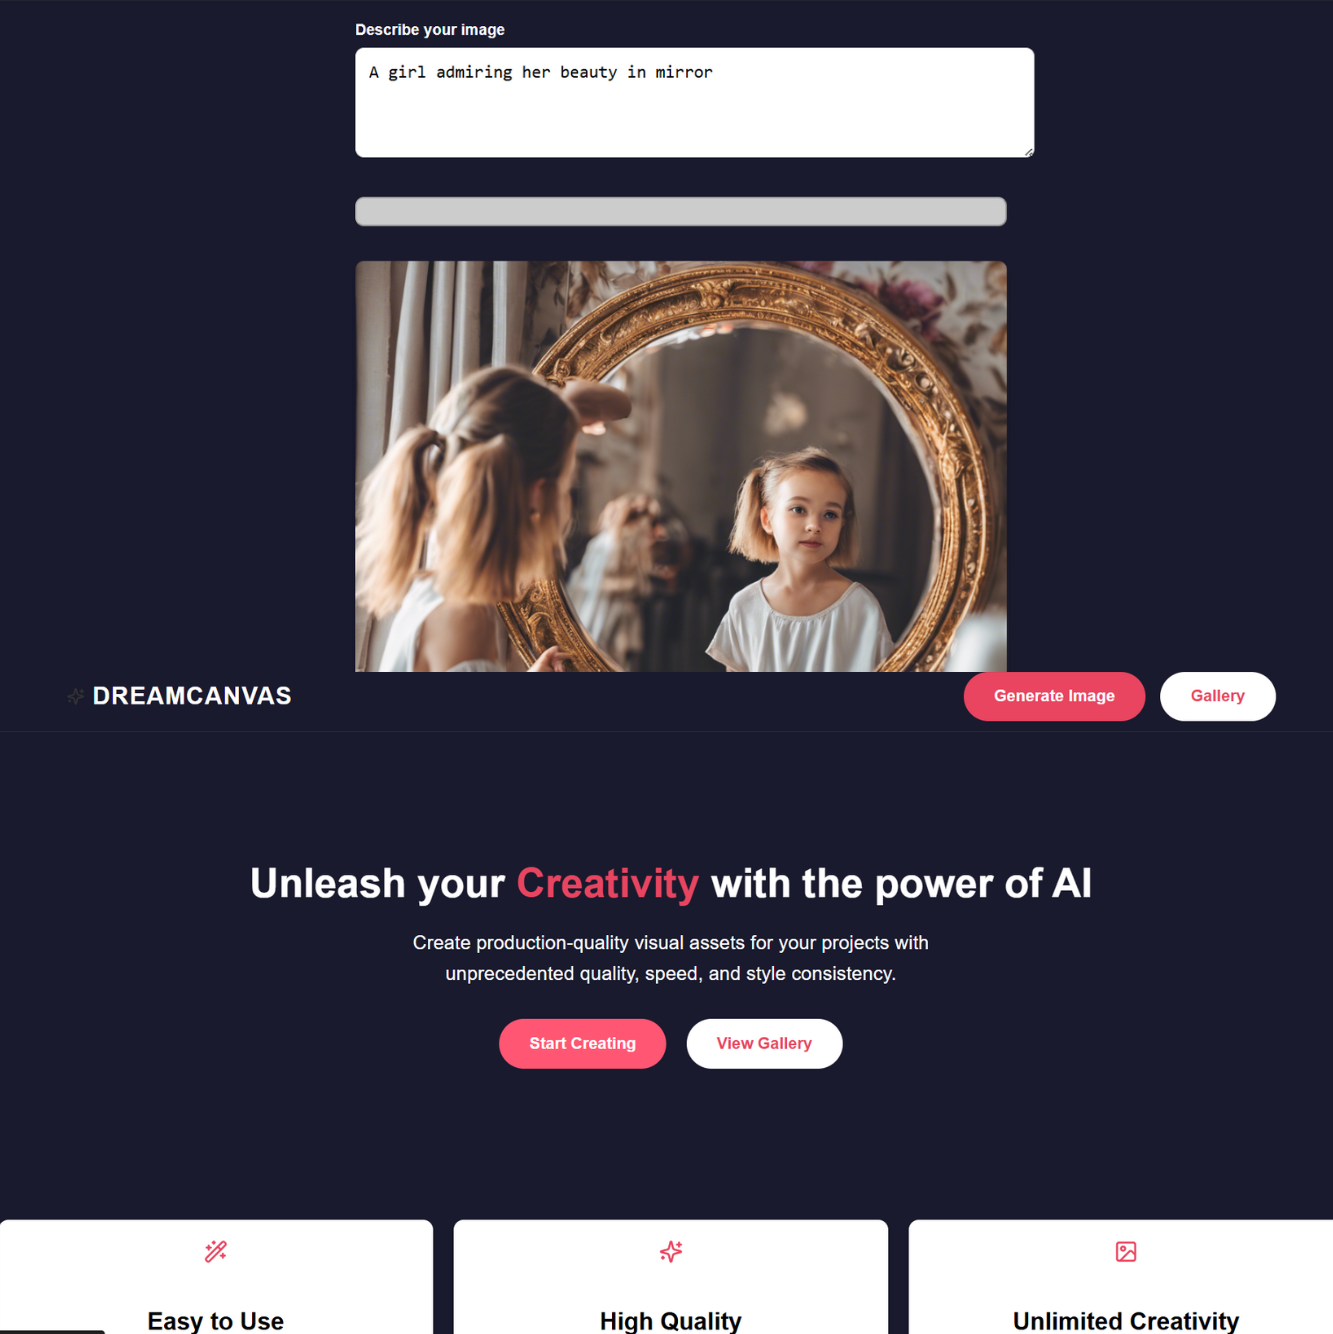 Describe your image
A girl admiring her beauty in mirror
DREAMCANVAS
Generate Image
Gallery
Unleash your Creativity with the power of AI
Create production-quality visual assets for your projects with
unprecedented quality, speed, and style consistency.
Start Creating
View Gallery
Easy to Use
High Quality
Unlimited Creativity